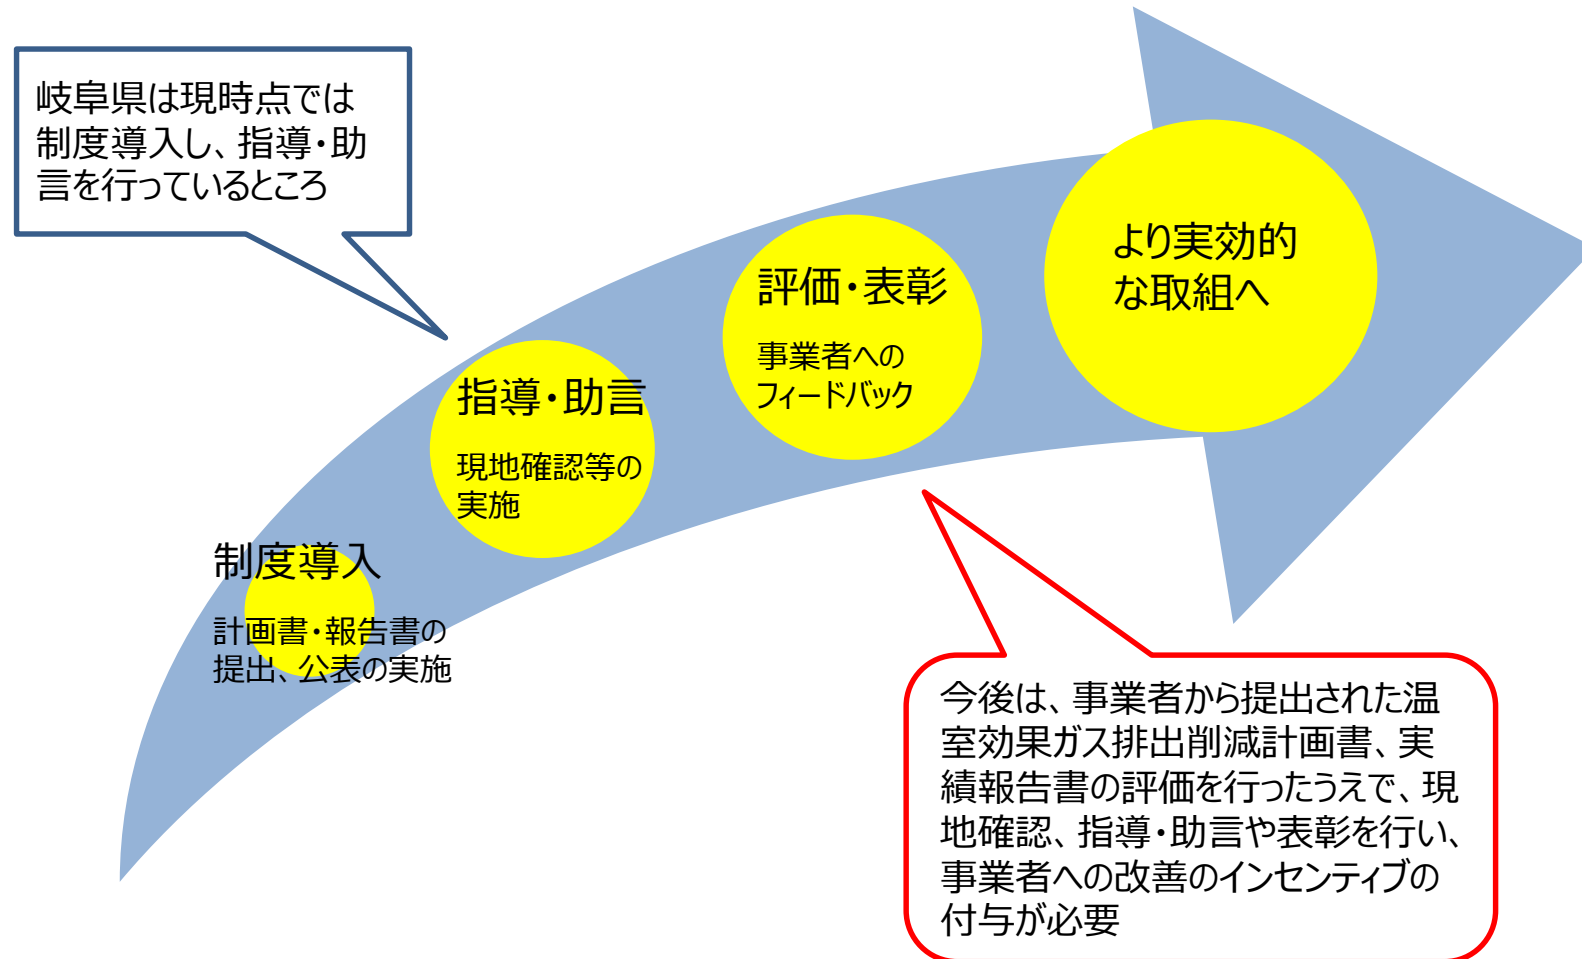 岐阜県は現時点では
制度導入し、指導・助
言を行っているところ
制度導入
計画書・報告書の
提出、公表の実施
指導・助言
現地確認等の
実施
評価・表彰
事業者への
フィードバック
より実効的
な取組へ
今後は、事業者から提出された温
室効果ガス排出削減計画書、実
績報告書の評価を行ったうえで、現
地確認、指導・助言や表彰を行い、
事業者への改善のインセンティブの
付与が必要